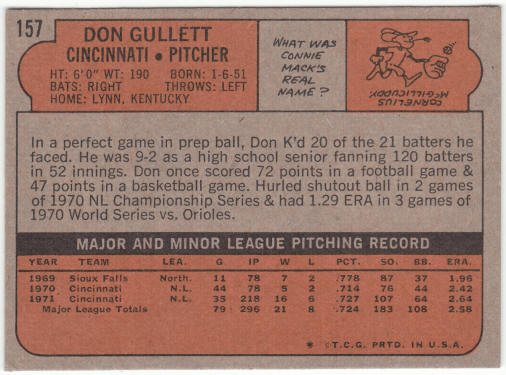 157
DON GULLETT
CINCINNATI • PITCHER
HT: 6'0" WT: 190 BORN: 1-6-51
BATS: RIGHT THROWS: LEFT
HOME: LYNN, KENTUCKY
WHAT WAS
CONNIE
MACK'S
REAL
NAME?
CORNELIUS
McGILLICUDDY
In a perfect game in prep ball, Don K'd 20 of the 21 batters
he faced. He was 9-2 as a high school senior fanning 120 batters
in 52 innings. Don once scored 72 points in a football game &
47 points in a basketball game. Hurled shutout ball in 2 games
of 1970 NL Championship Series & had 1.29 ERA in 3 games
of 1970 World Series vs. Orioles.
MAJOR AND MINOR LEAGUE PITCHING RECORD
YEAR TEAM LEA. G IP W L PCT. SO. BB. ERA.
1969 Sioux Falls North. 11 78 7 2 .778 87 37 1.96
1970 Cincinnati N.L. 44 78 5 2 .714 76 44 2.42
1971 Cincinnati N.L. 35 218 16 6 .727 107 64 2.64
Major League Totals 79 296 21 8 .724 183 108 2.58
* ©T.C.G. PRTD. IN U.S.A.